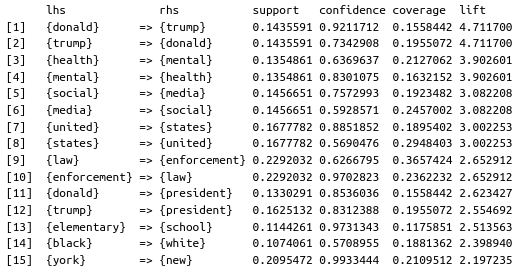 lhs rhs support confidence coverage lift
[1] {donald} => {trump} 0.1435591 0.9211712 0.1558442 4.711700
[2] {trump} => {donald} 0.1435591 0.7342908 0.1955072 4.711700
[3] {health} => {mental} 0.1354861 0.6369637 0.2127062 3.902601
[4] {mental} => {health} 0.1354861 0.8301075 0.1632152 3.902601
[5] {social} => {media} 0.1456651 0.7572993 0.1923482 3.082208
[6] {media} => {social} 0.1456651 0.5928571 0.2457002 3.082208
[7] {united} => {states} 0.1677782 0.8851852 0.1895402 3.002253
[8] {states} => {united} 0.1677782 0.5690476 0.2948403 3.002253
[9] {law} => {enforcement} 0.2292032 0.6266795 0.3657424 2.652912
[10] {enforcement} => {law} 0.2292032 0.9702823 0.2362232 2.652912
[11] {donald} => {president} 0.1330291 0.8536036 0.1558442 2.623427
[12] {trump} => {president} 0.1625132 0.8312388 0.1955072 2.554692
[13] {elementary} => {school} 0.1144261 0.9731343 0.1175851 2.513563
[14] {black} => {white} 0.1074061 0.5708955 0.1881362 2.398940
[15] {york} => {new} 0.2095472 0.9933444 0.2109512 2.197235